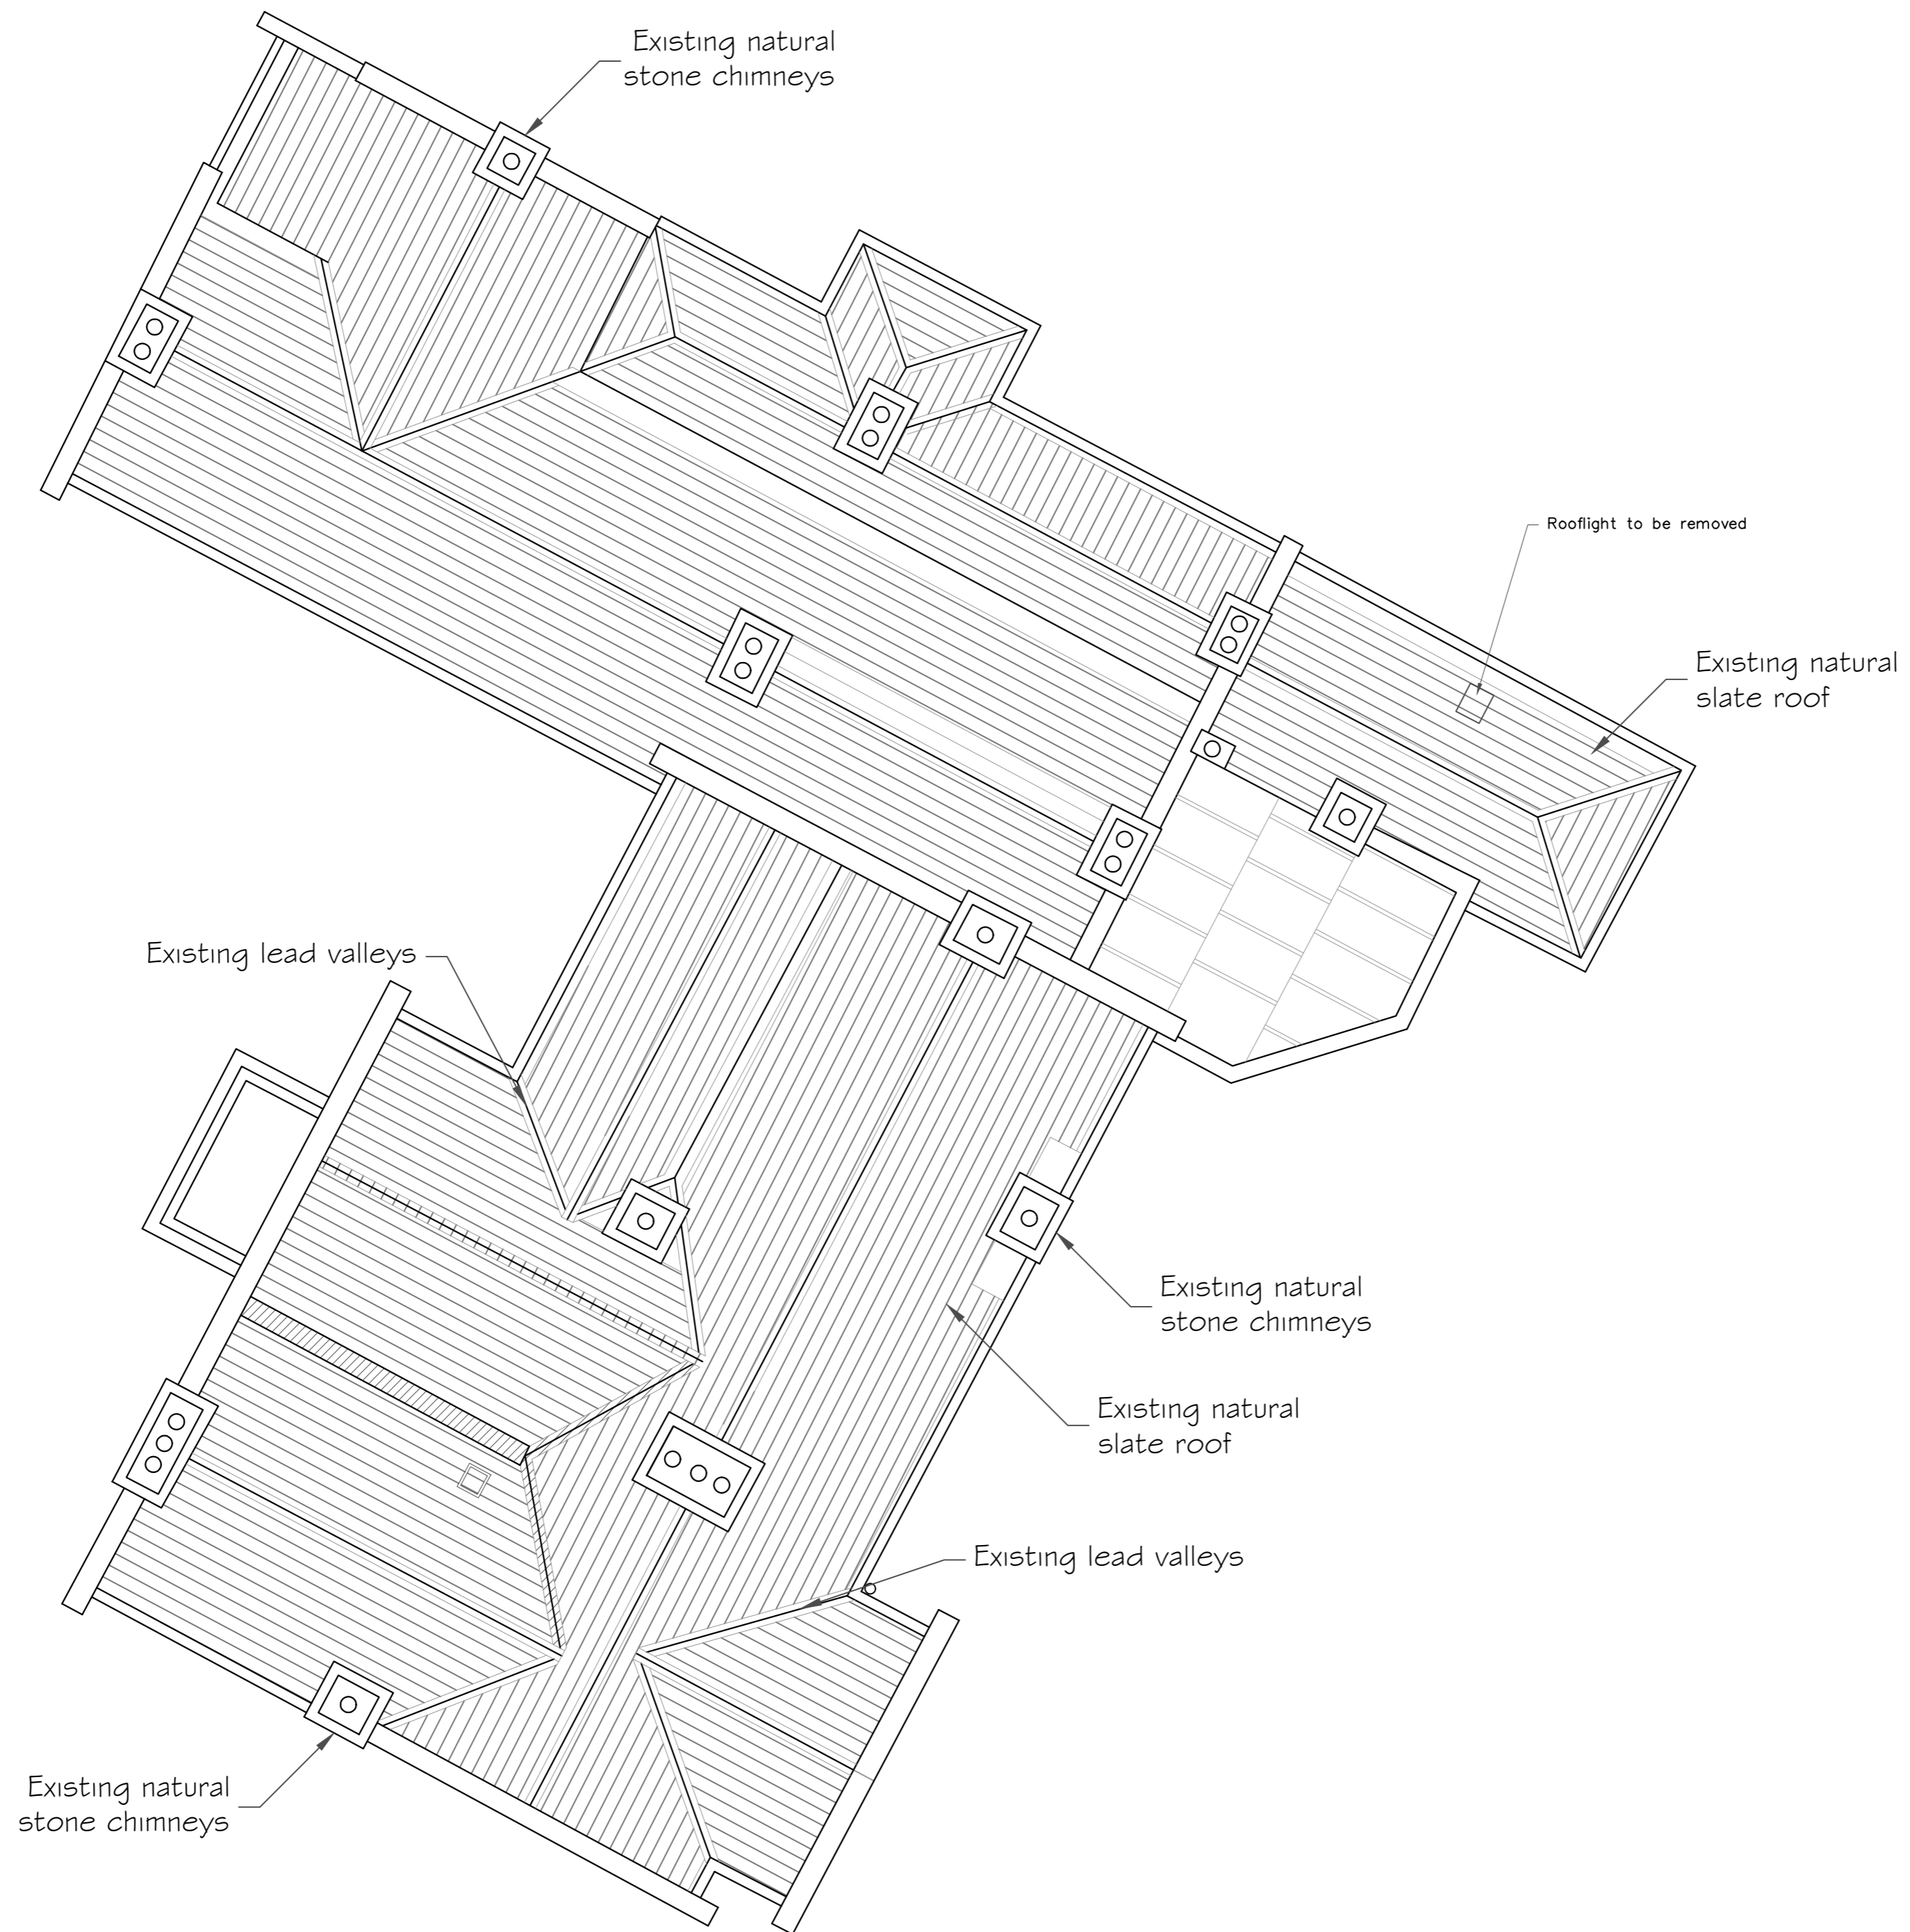 Existing natural
stone chimneys
Rooflight to be removed
Existing natural
slate roof
Existing lead valleys
Existing natural
stone chimneys
Existing natural
slate roof
Existing lead valleys
Existing natural
stone chimneys